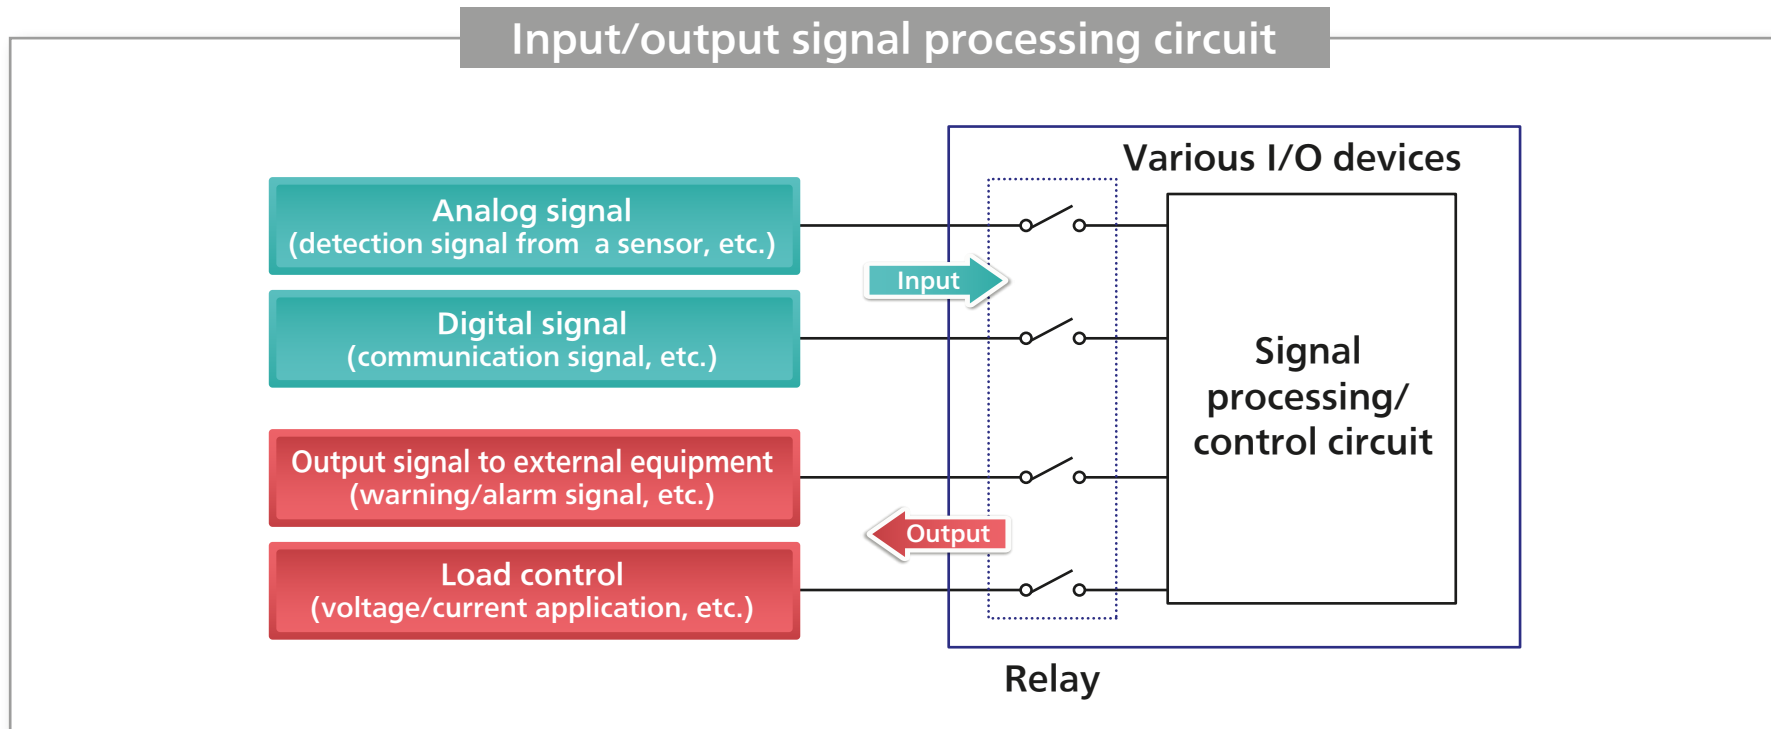 Input/output signal processing circuit
Various I/O devices
Analog signal
(detection signal from a sensor, etc.)
Input
Digital signal
(communication signal, etc.)
Signal
processing/
control circuit
Output signal to external equipment
(warning/alarm signal, etc.)
Output
Load control
(voltage/current application, etc.)
Relay